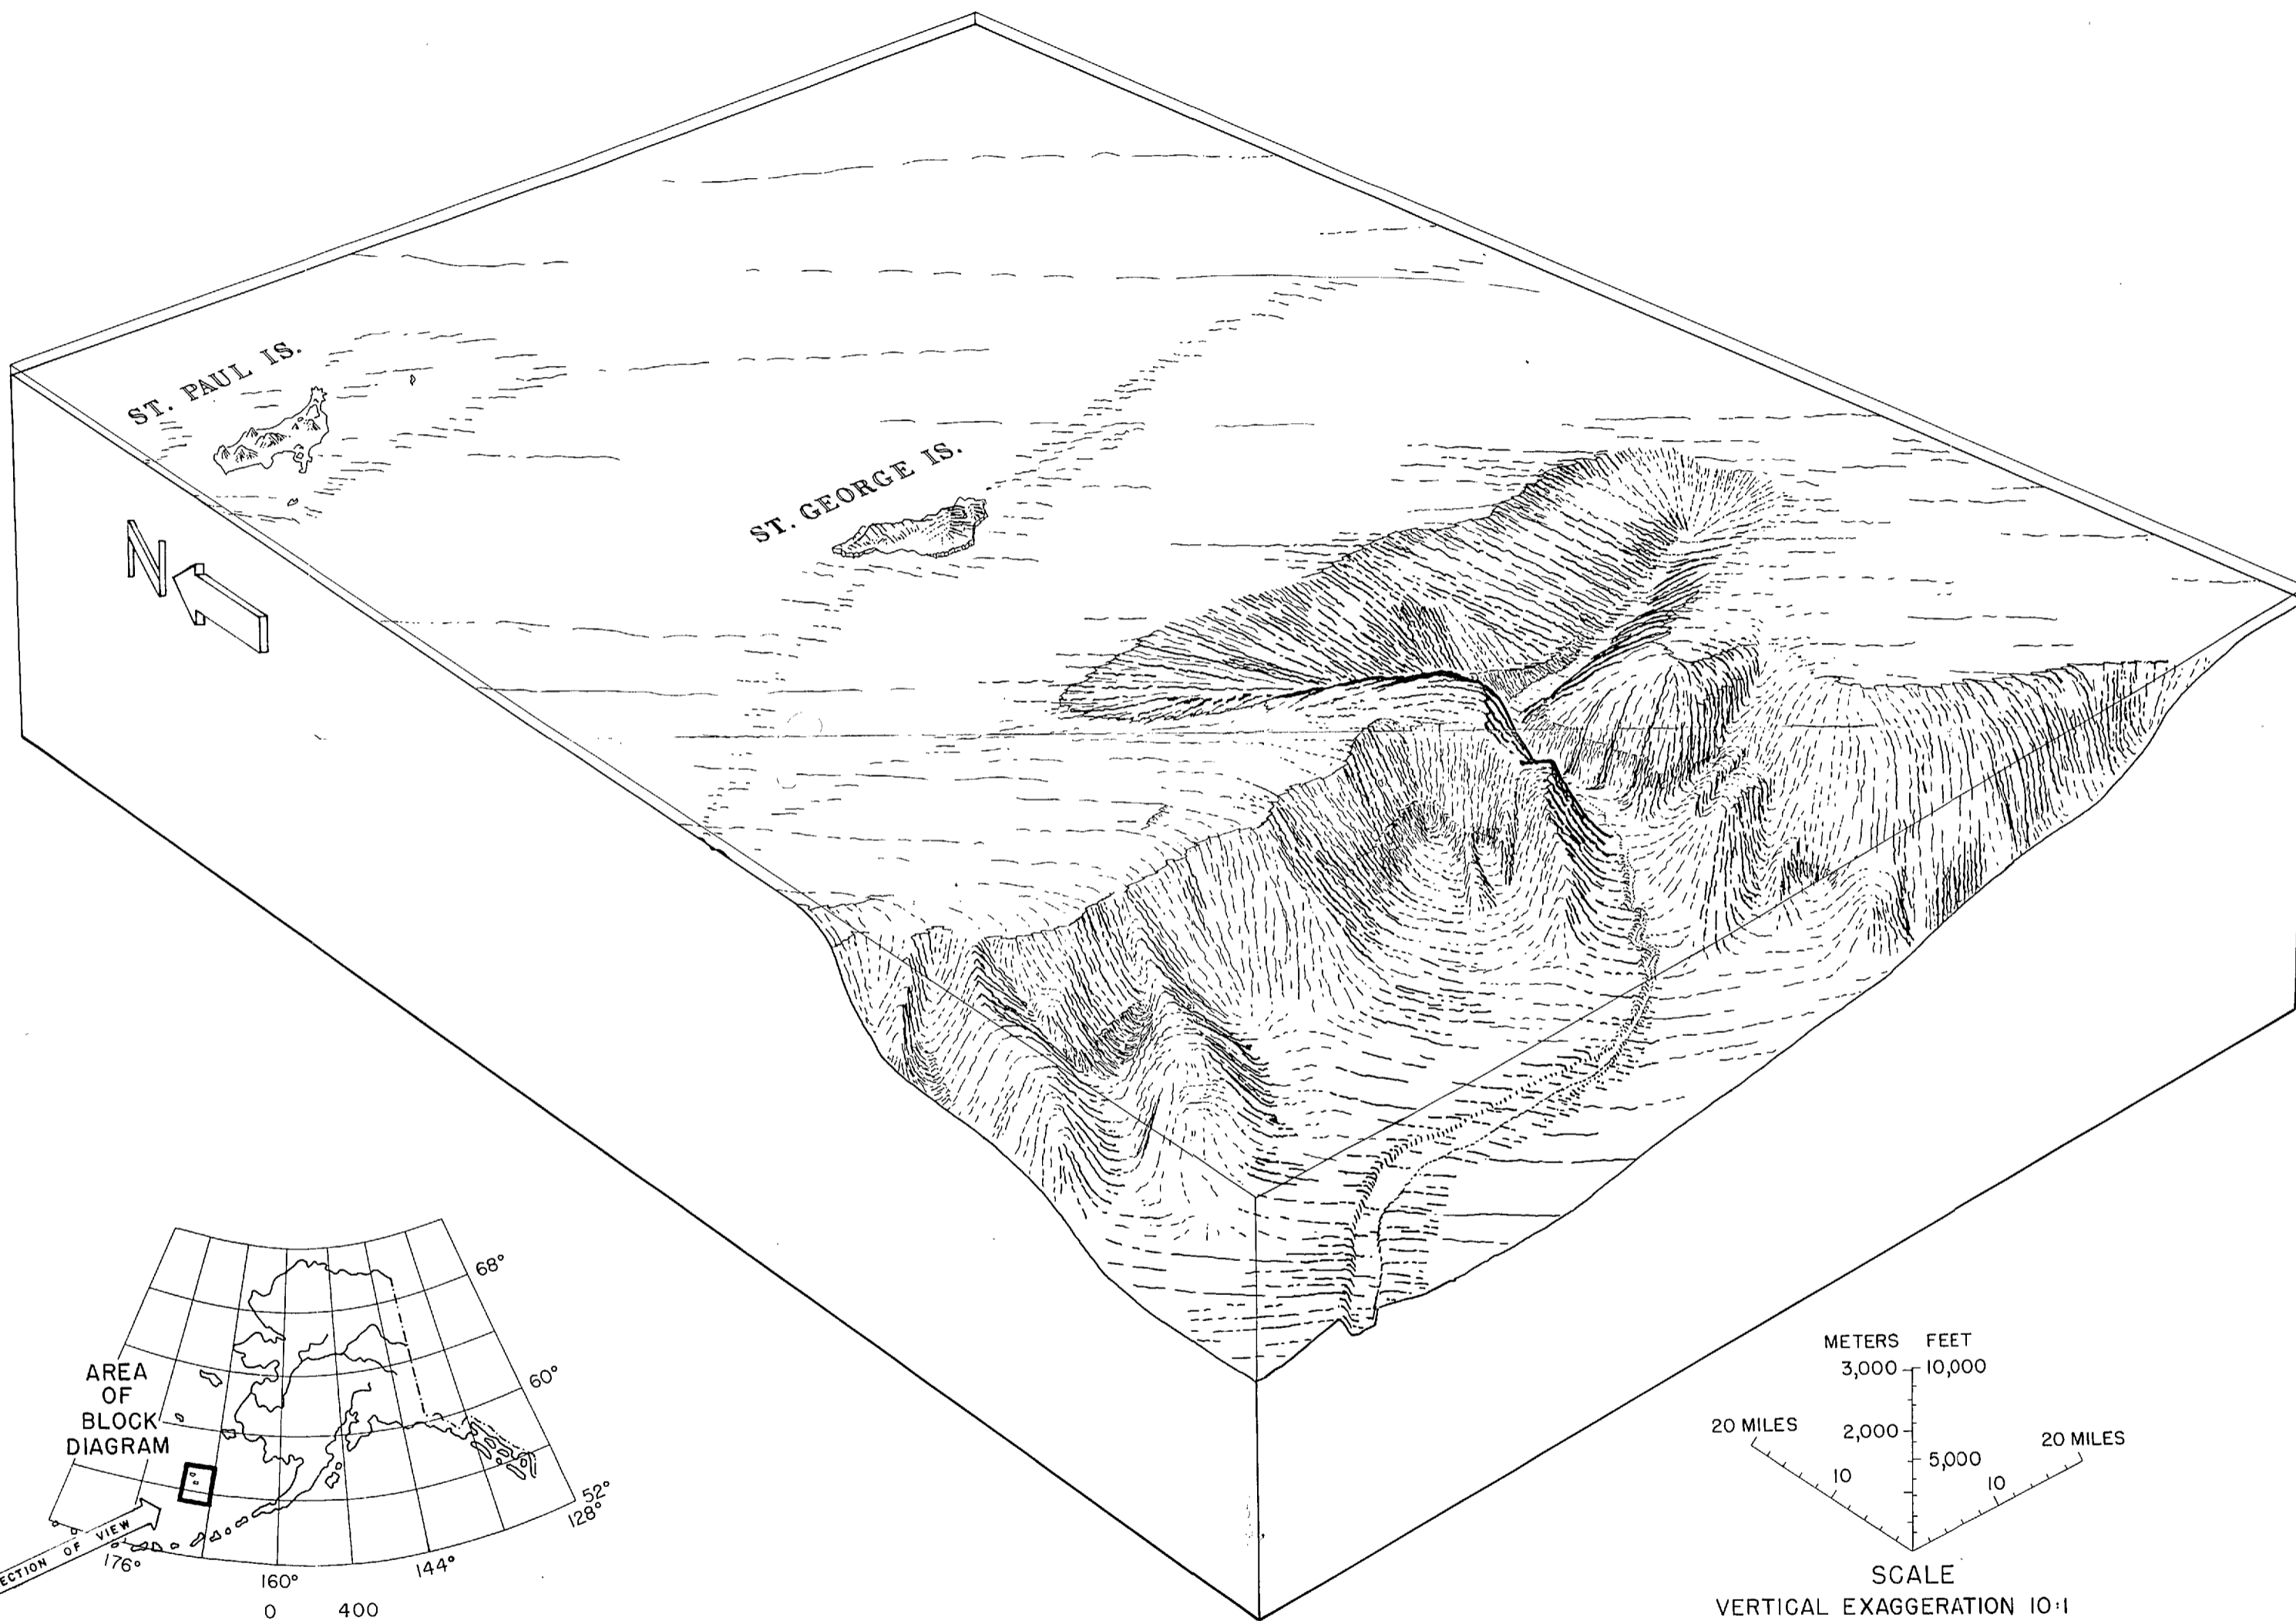 ST. PAUL IS.
ST. GEORGE IS.
N
AREA
OF
BLOCK
DIAGRAM
68°
60°
52°
128°
144°
160°
176°
ECTION OF VIEW
0 400
METERS FEET
3,000 10,000
2,000
5,000
20 MILES
10
20 MILES
10
SCALE
VERTICAL EXAGGERATION 10:1